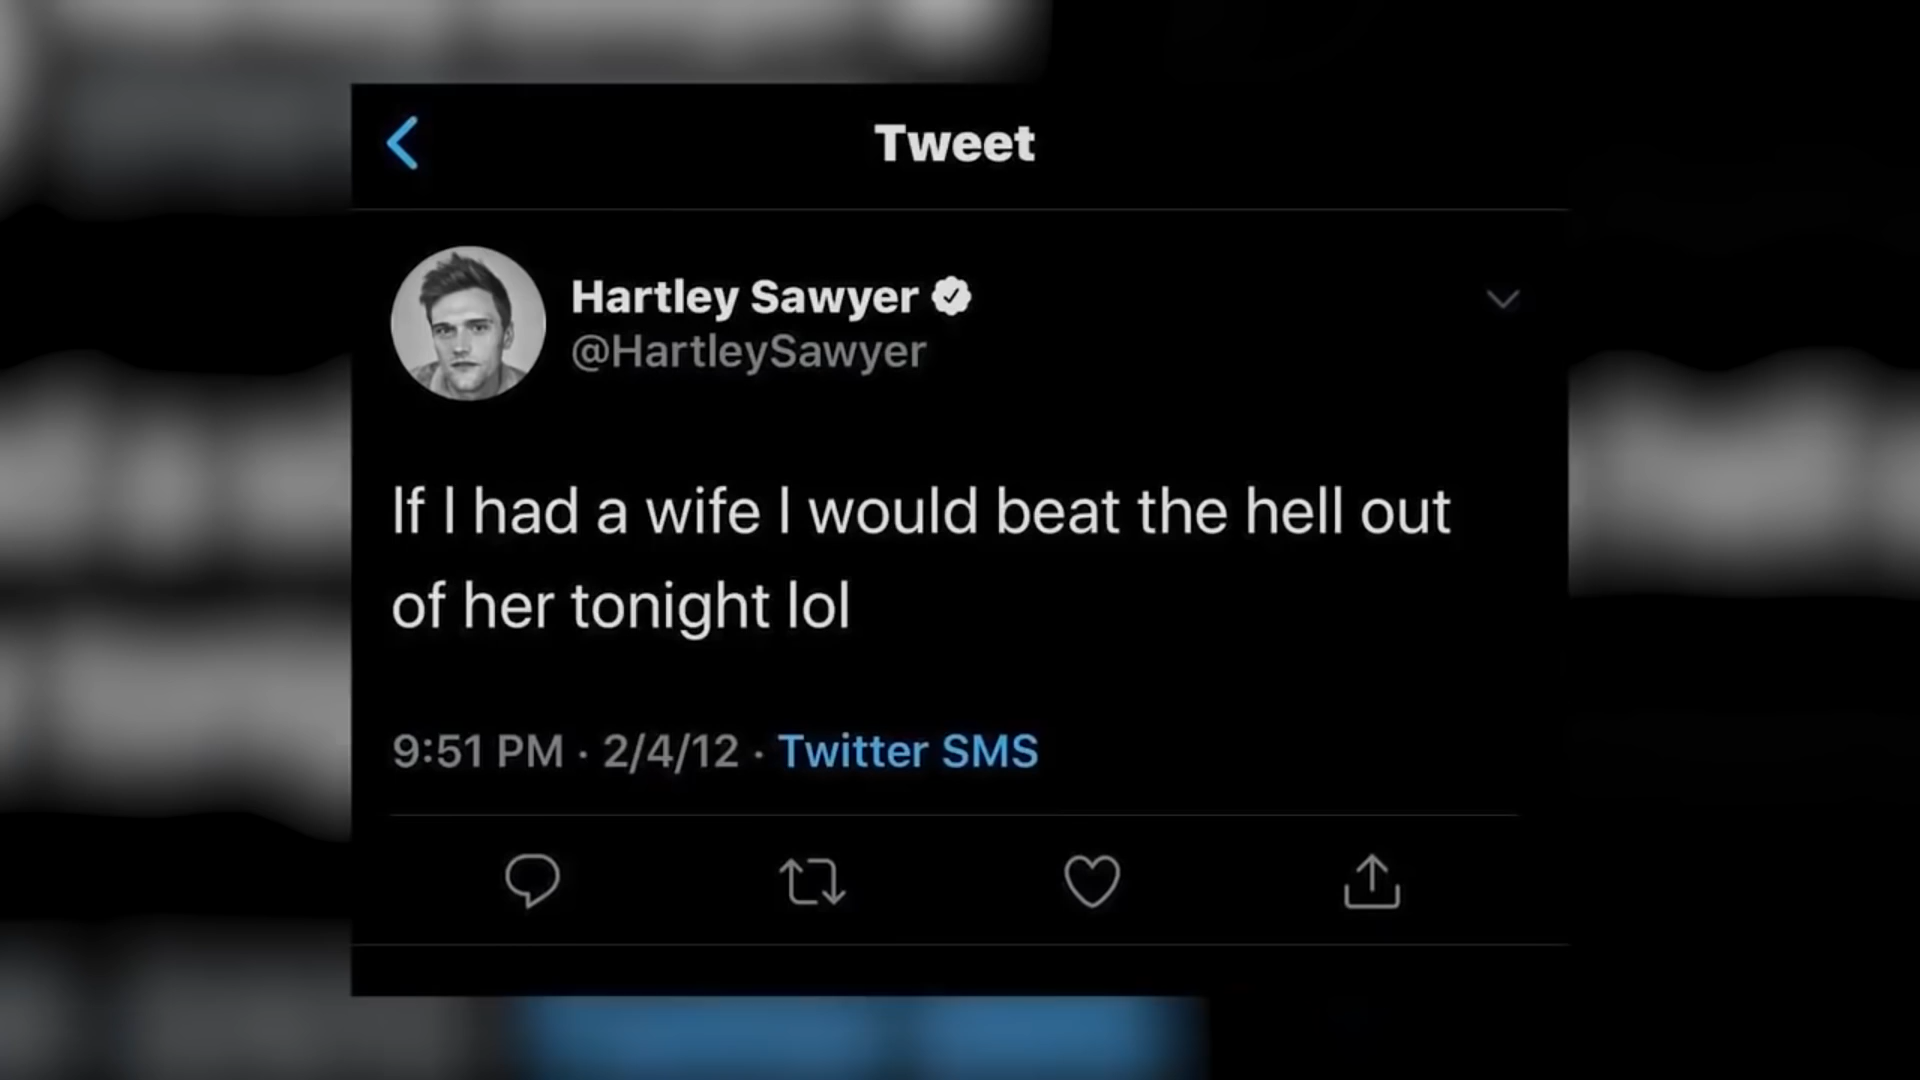 Tweet
Hartley Sawyer
@HartleySawyer
If I had a wife I would beat the hell out
of her tonight lol
9:51 PM · 2/4/12 · Twitter SMS